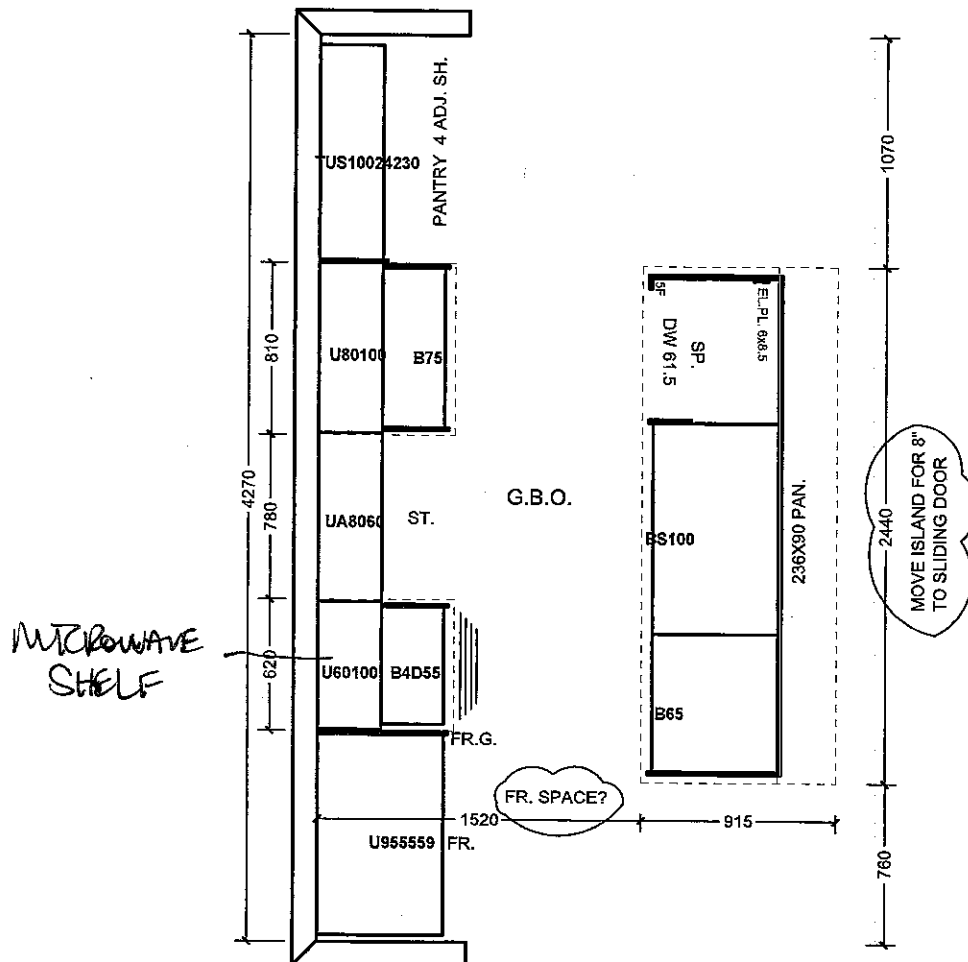 PANTRY 4 ADJ. SH.
TUS10024230
1070
U80100
B75
810
5F
EL.PL. 6x8.5
SP.
DW 61.5
4270
780
UA8060
ST.
G.B.O.
BS100
236X90 PAN.
2440
MOVE ISLAND FOR 8"
TO SLIDING DOOR
MICROWAVE
SHELF
620
U60100
B4D55
B65
FR.G.
FR. SPACE?
1520
915
U955559
FR.
760